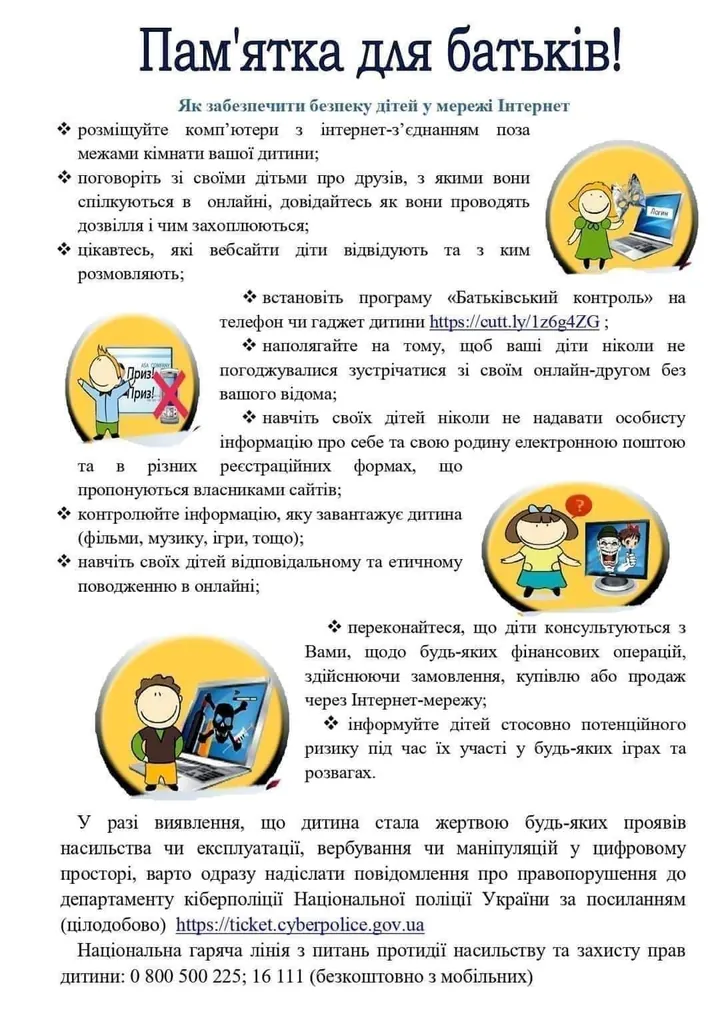 Пам'ятка для батьків!
Як забезпечити безпеку дітей у мережі Інтернет
❖ розміщуйте комп’ютери з інтернет-з’єднанням поза
межами кімнати вашої дитини;
❖ поговоріть зі своїми дітьми про друзів, з якими вони
спілкуються в онлайні, довідайтесь як вони проводять
дозвілля і чим захоплюються;
❖ цікавтесь, які вебсайти діти відвідують та з ким
розмовляють;
Логин
❖ встановіть програму «Батьківський контроль» на
телефон чи гаджет дитини https://cutt.ly/1z6g4ZG ;
❖ наполягайте на тому, щоб ваші діти ніколи не
погоджувалися зустрічатися зі своїм онлайн-другом без
вашого відома;
Приз!
Приз!
❖ навчіть своїх дітей ніколи не надавати особисту
інформацію про себе та свою родину електронною поштою
та в різних реєстраційних формах, що
пропонуються власниками сайтів;
❖ контролюйте інформацію, яку завантажує дитина
(фільми, музику, ігри, тощо);
❖ навчіть своїх дітей відповідальному та етичному
поводженню в онлайні;
?
❖ переконайтеся, що діти консультуються з
Вами, щодо будь-яких фінансових операцій,
здійснюючи замовлення, купівлю або продаж
через Інтернет-мережу;
❖ інформуйте дітей стосовно потенційного
ризику під час їх участі у будь-яких іграх та
розвагах.
У разі виявлення, що дитина стала жертвою будь-яких проявів
насильства чи експлуатації, вербування чи маніпуляцій у цифровому
просторі, варто одразу надіслати повідомлення про правопорушення до
департаменту кіберполіції Національної поліції України за посиланням
(цілодобово) https://ticket.cyberpolice.gov.ua
Національна гаряча лінія з питань протидії насильству та захисту прав
дитини: 0 800 500 225; 16 111 (безкоштовно з мобільних)